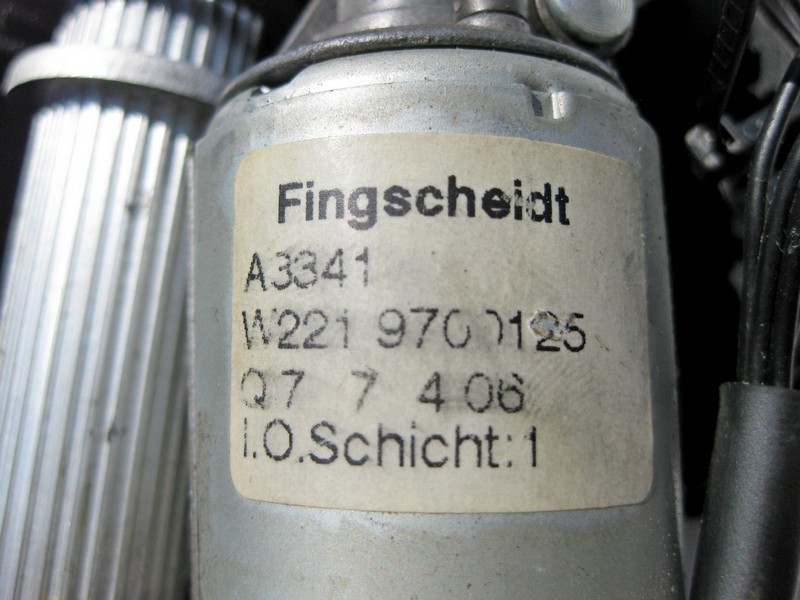 Fingscheidt
A3341
W221 9700125
Q7 7 4 06
I.O.Schicht:1